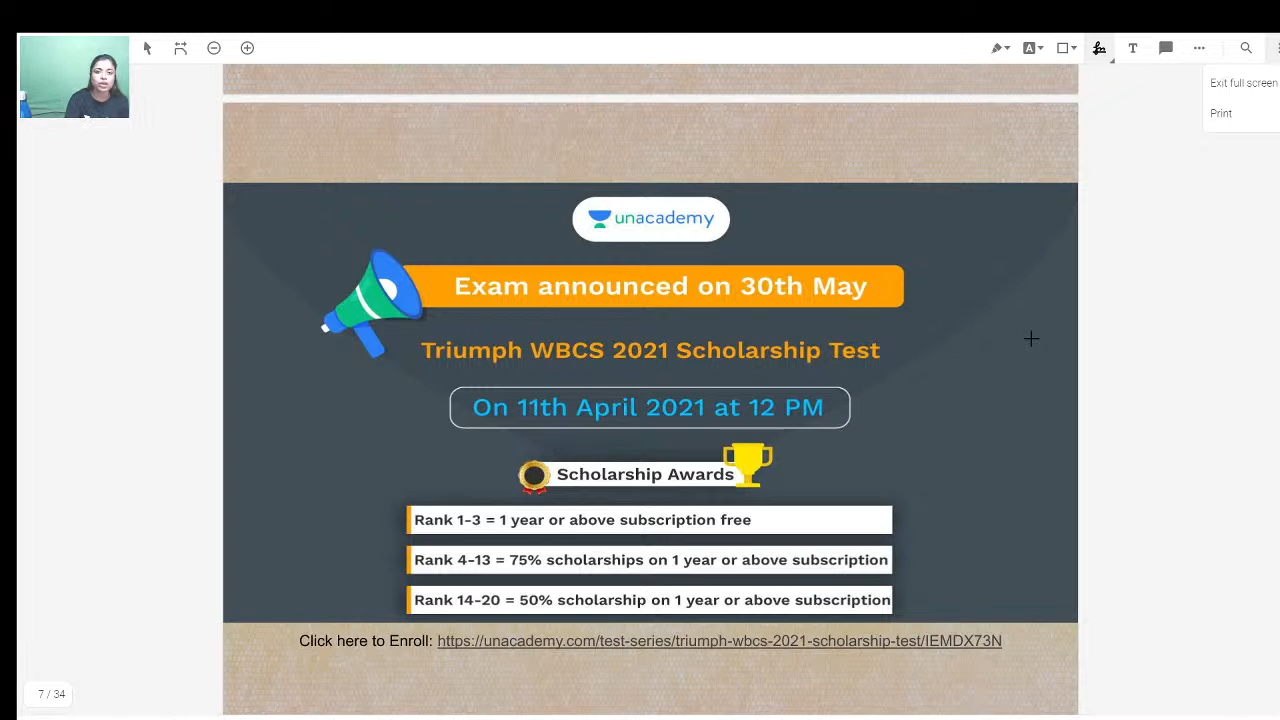 Exit full screen
Print
unacademy
Exam announced on 30th May
Triumph WBCS 2021 Scholarship Test
On 11th April 2021 at 12 PM
Scholarship Awards
Rank 1-3 = 1 year or above subscription free
Rank 4-13 = 75% scholarships on 1 year or above subscription
Rank 14-20 = 50% scholarship on 1 year or above subscription
Click here to Enroll: https://unacademy.com/test-series/triumph-wbcs-2021-scholarship-test/IEMDX73N
7 / 34